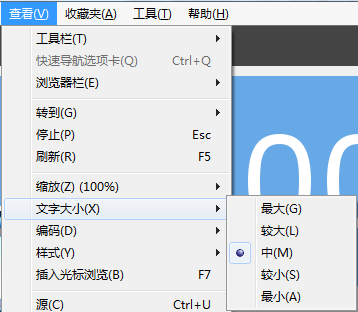 查看(V) 收藏夹(A) 工具(T) 帮助(H)
工具栏(T)
快速导航选项卡(Q) Ctrl+Q
浏览器栏(E)
转到(G)
停止(P) Esc
刷新(R) F5
缩放(Z) (100%)
文字大小(X)
编码(D)
样式(Y)
插入光标浏览(B) F7
源(C) Ctrl+U
最大(G)
较大(L)
中(M)
较小(S)
最小(A)
00